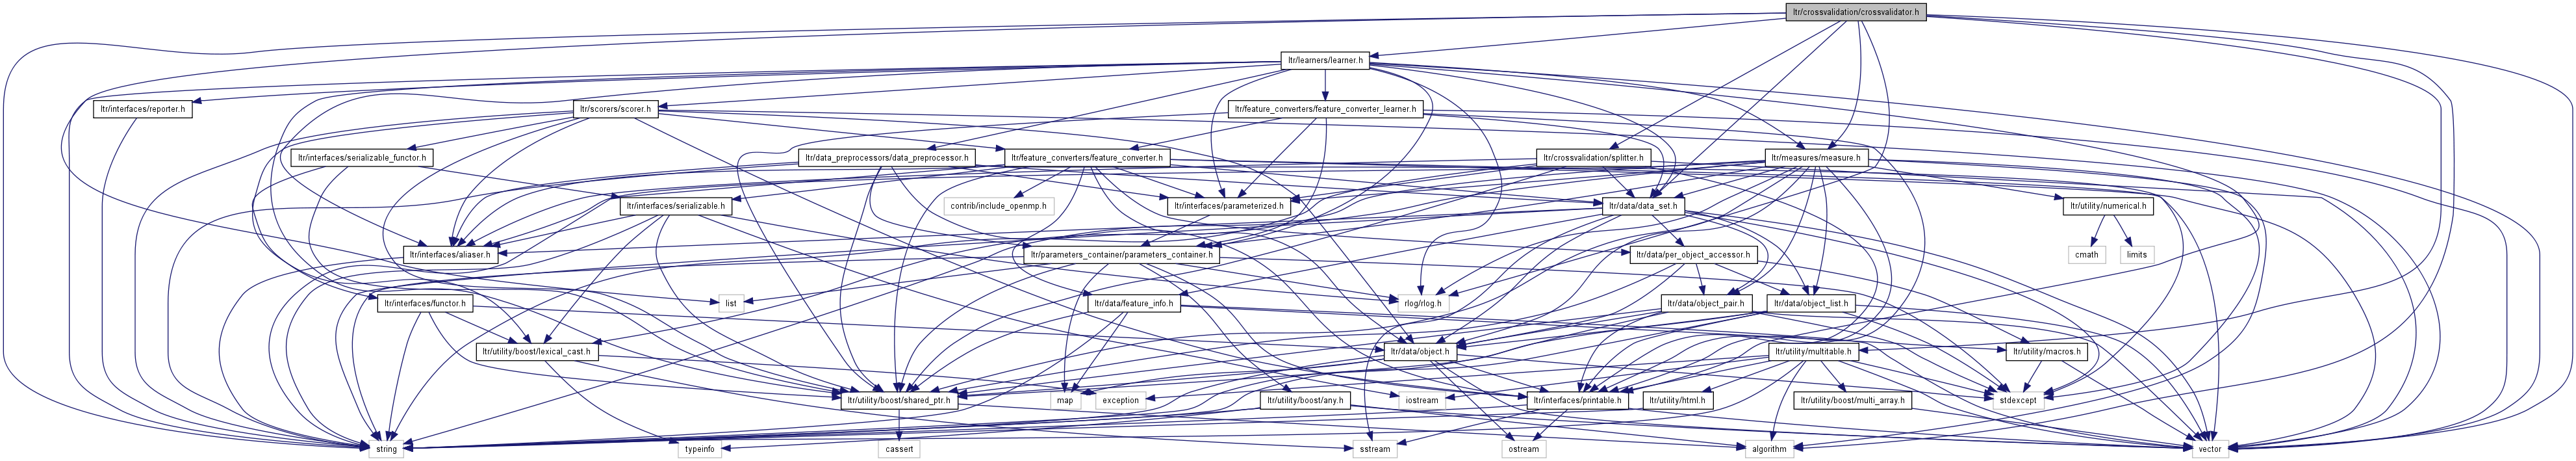 ltr/crossvalidation/crossvalidator.h
ltr/learners/learner.h
ltr/interfaces/reporter.h
ltr/scorers/scorer.h
ltr/feature_converters/feature_converter_learner.h
ltr/interfaces/serializable_functor.h
ltr/data_preprocessors/data_preprocessor.h
ltr/feature_converters/feature_converter.h
ltr/crossvalidation/splitter.h
ltr/measures/measure.h
ltr/interfaces/serializable.h
contrib/include_openmp.h
ltr/interfaces/parameterized.h
ltr/data/data_set.h
ltr/utility/numerical.h
ltr/interfaces/aliaser.h
ltr/parameters_container/parameters_container.h
ltr/data/per_object_accessor.h
cmath
limits
ltr/interfaces/functor.h
list
rlog/rlog.h
ltr/data/feature_info.h
ltr/data/object_pair.h
ltr/data/object_list.h
ltr/utility/boost/lexical_cast.h
ltr/data/object.h
ltr/utility/multitable.h
ltr/utility/macros.h
ltr/utility/boost/shared_ptr.h
map
exception
ltr/utility/boost/any.h
iostream
ltr/interfaces/printable.h
ltr/utility/html.h
ltr/utility/boost/multi_array.h
stdexcept
string
typeinfo
cassert
sstream
ostream
algorithm
vector